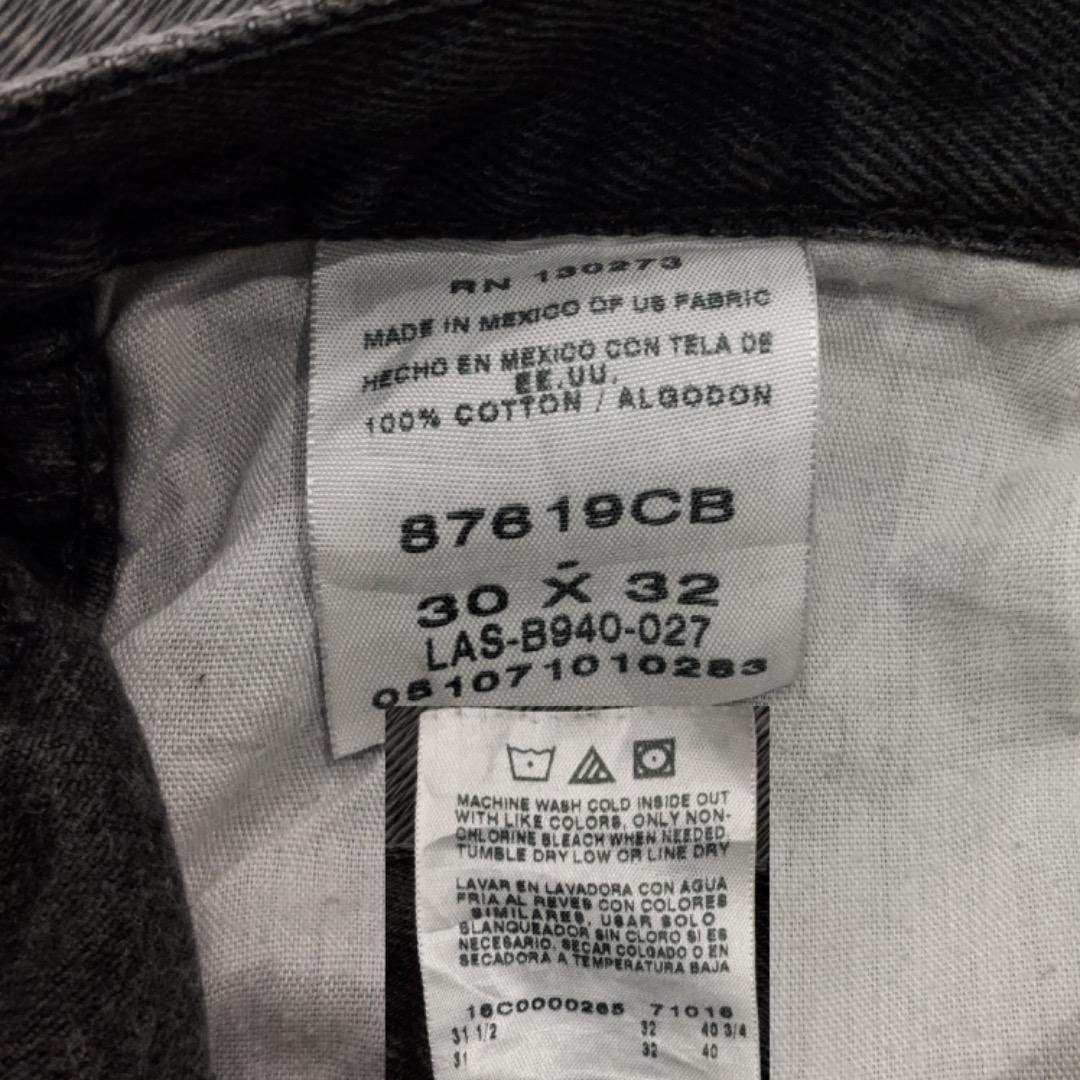 RN 130273
MADE IN MEXICO OF US FABRIC
HECHO EN MEXICO CON TELA DE
EE.UU.
100% COTTON / ALGODON
87619CB
30 X 32
LAS-B940-027
051071010283
MACHINE WASH COLD INSIDE OUT
WITH LIKE COLORS, ONLY NON-
CHLORINE BLEACH WHEN NEEDED,
TUMBLE DRY LOW OR LINE DRY
LAVAR EN LAVADORA CON AGUA
FRIA AL REVES CON COLORES
SIMILARES, USAR SOLO
BLANQUEADOR SIN CLORO SI ES
NECESARIO. SECAR COLGADO O EN
SECADORA A TEMPERATURA BAJA
16C0000265 71016
31 1/2 32 40 3/4
31 32 40